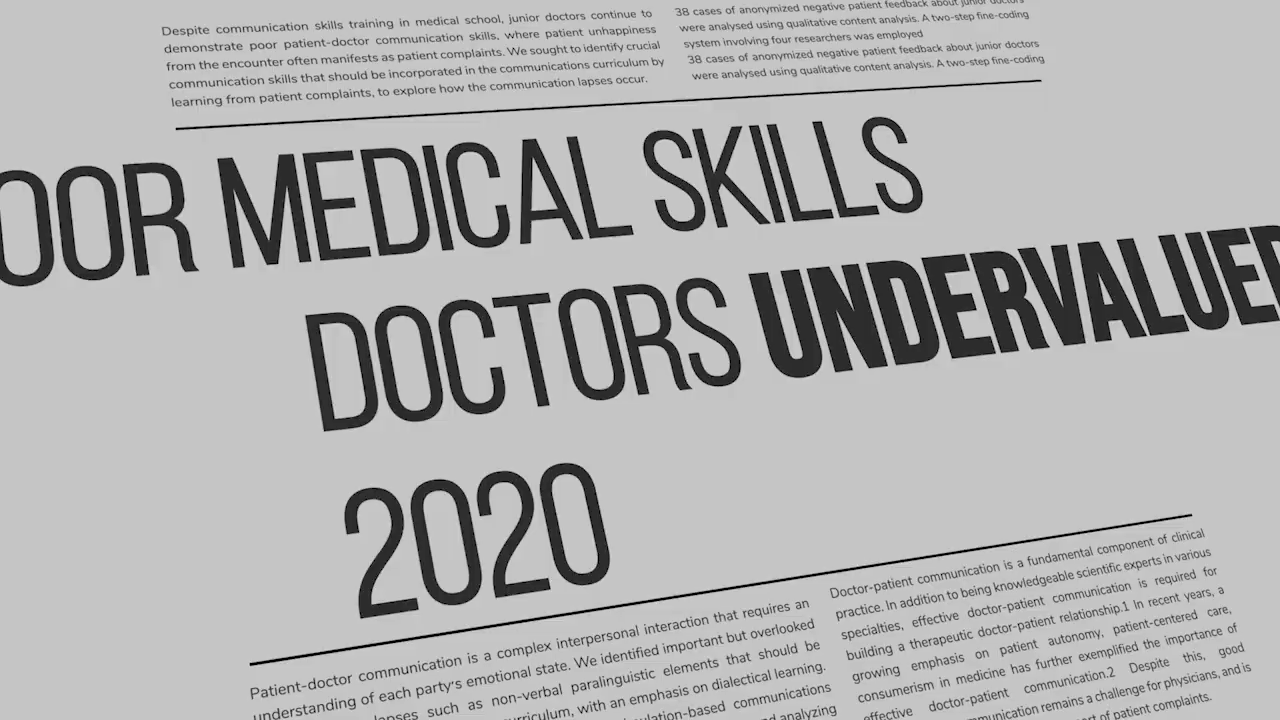 Despite communication skills training in medical school, junior doctors continue to
demonstrate poor patient-doctor communication skills, where patient unhappiness
from the encounter often manifests as patient complaints. We sought to identify crucial
communication skills that should be incorporated in the communications curriculum by
learning from patient complaints, to explore how the communication lapses occur.
38 cases of anonymized negative patient feedback about junior doctors
were analysed using qualitative content analysis. A two-step fine-coding
system involving four researchers was employed
38 cases of anonymized negative patient feedback about junior doctors
were analysed using qualitative content analysis. A two-step fine-coding
OOR MEDICAL SKILLS
DOCTORS UNDERVALUED
2020
Patient-doctor communication is a complex interpersonal interaction that requires an
understanding of each party's emotional state. We identified important but overlooked
lapses such as non-verbal paralinguistic elements that should be
curriculum, with an emphasis on dialectical learning.
communications
analyzing
Doctor-patient communication is a fundamental component of clinical
practice. In addition to being knowledgeable scientific experts in various
specialties, effective doctor-patient communication is required for
building a therapeutic doctor-patient relationship.1 In recent years, a
growing emphasis on patient autonomy, patient-centered care,
consumerism in medicine has further exemplified the importance of
effective doctor-patient communication.2 Despite this, good
remains a challenge for physicians, and is
of patient complaints.